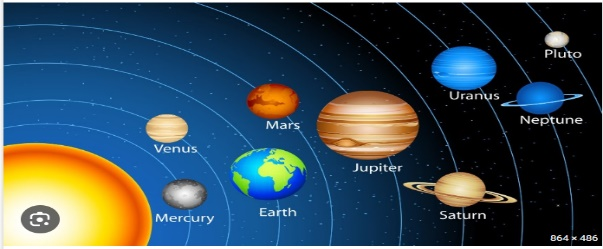 Pluto
Uranus
Neptune
Mars
Venus
Jupiter
Earth
Saturn
Mercury
864 × 486